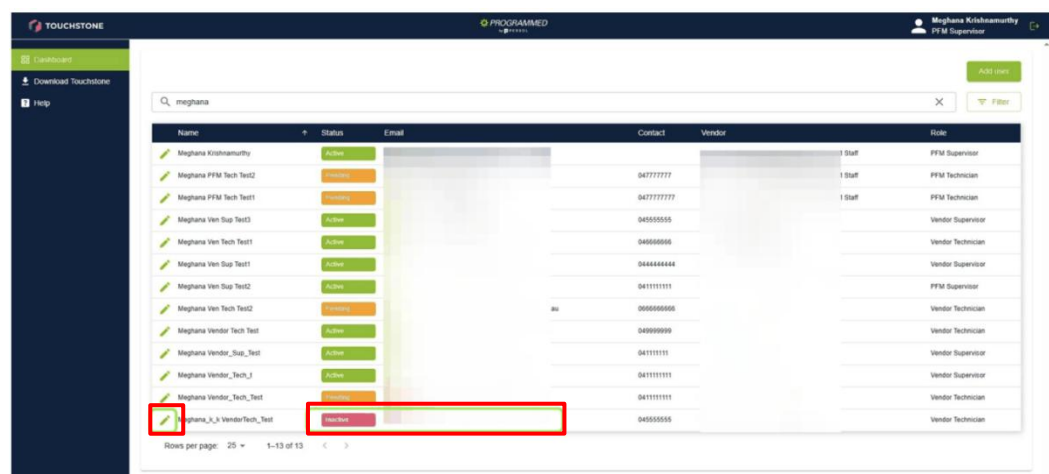 TOUCHSTONE
PROGRAMMED
BY PERSOL
Meghana Krishnamurthy
PFM Supervisor
Dashboard
Download Touchstone
Help
Add users
meghana
Filter
Name Status Email Contact Vendor Role
Meghana Krishnamurthy Active l Staff PFM Supervisor
Meghana PFM Tech Test2 Pending 047777777 l Staff PFM Technician
Meghana PFM Tech Test1 Pending 0477777777 l Staff PFM Technician
Meghana Ven Sup Test3 Active 045555555 Vendor Supervisor
Meghana Ven Tech Test1 Active 046666666 Vendor Technician
Meghana Ven Sup Test1 Active 0444444444 Vendor Supervisor
Meghana Ven Sup Test2 Active 0411111111 PFM Supervisor
Meghana Ven Tech Test2 Pending au 0666666666 Vendor Technician
Meghana Vendor Tech Test Active 049999999 Vendor Technician
Meghana Vendor_Sup_Test Active 041111111 Vendor Supervisor
Meghana Vendor_Tech_t Active 0411111111 Vendor Supervisor
Meghana Vendor_Tech_Test Pending 0411111111 Vendor Technician
Meghana_k_k VendorTech_Test Inactive 045555555 Vendor Technician
Rows per page: 25 1–13 of 13